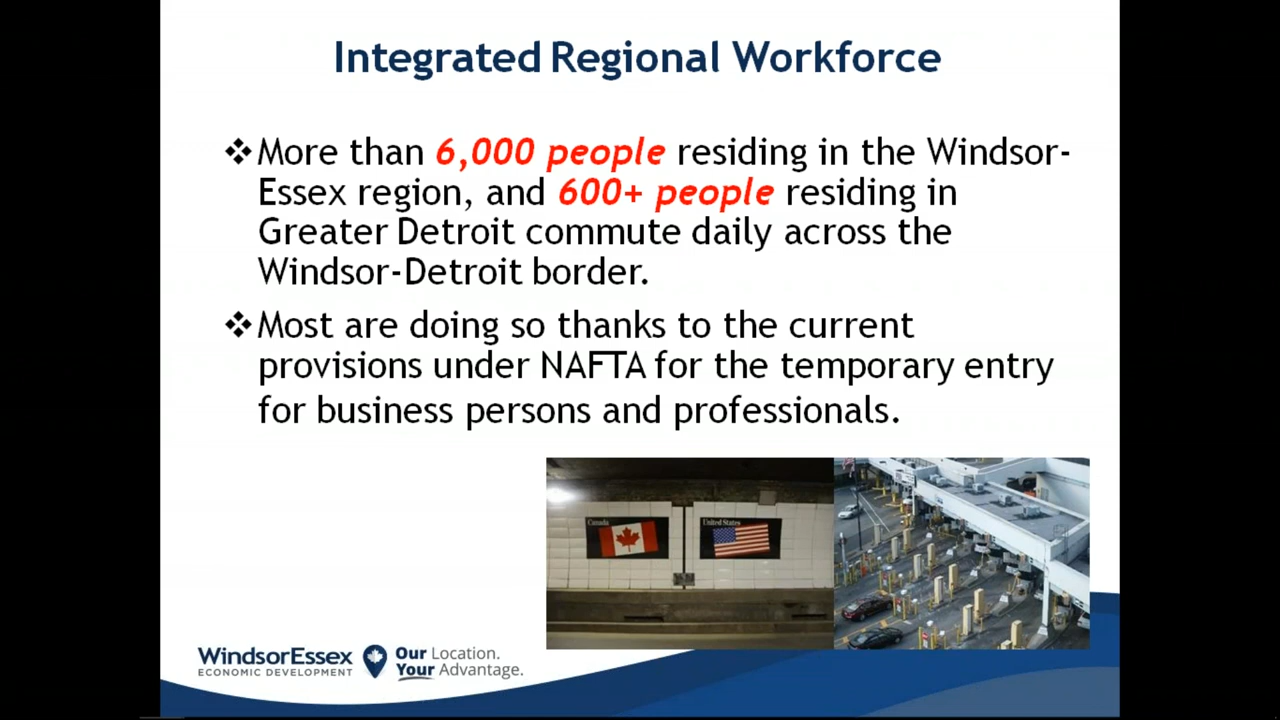 Integrated Regional Workforce
❖More than 6,000 people residing in the Windsor-
Essex region, and 600+ people residing in
Greater Detroit commute daily across the
Windsor-Detroit border.
❖Most are doing so thanks to the current
provisions under NAFTA for the temporary entry
for business persons and professionals.
Canada
United States
WindsorEssex
ECONOMIC DEVELOPMENT
Our Location.
Your Advantage.